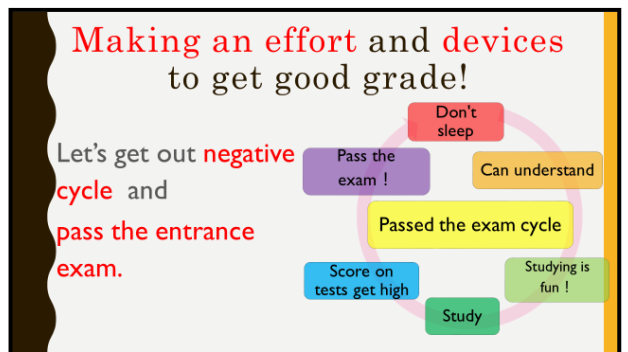 Making an effort and devices
to get good grade!
Let's get out negative
cycle and
pass the entrance
exam.
Don't
sleep
Can understand
Studying is
fun！
Study
Score on
tests get high
Pass the
exam！
Passed the exam cycle